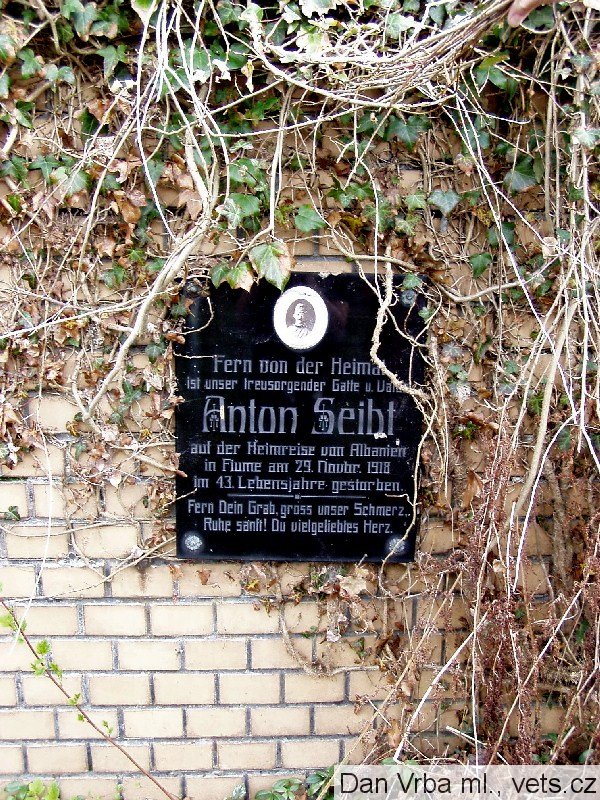 Fern von der Heimat
ist unser treusorgender Gatte u. Vater
Anton Seibt
auf der Heimreise von Albanien
in Fiume am 29. Novbr. 1918
im 43. Lebensjahre gestorben.
Fern Dein Grab, gross unser Schmerz,
Ruhe sanft! Du vielgeliebtes Herz.
Dan Vrba ml., vets.cz